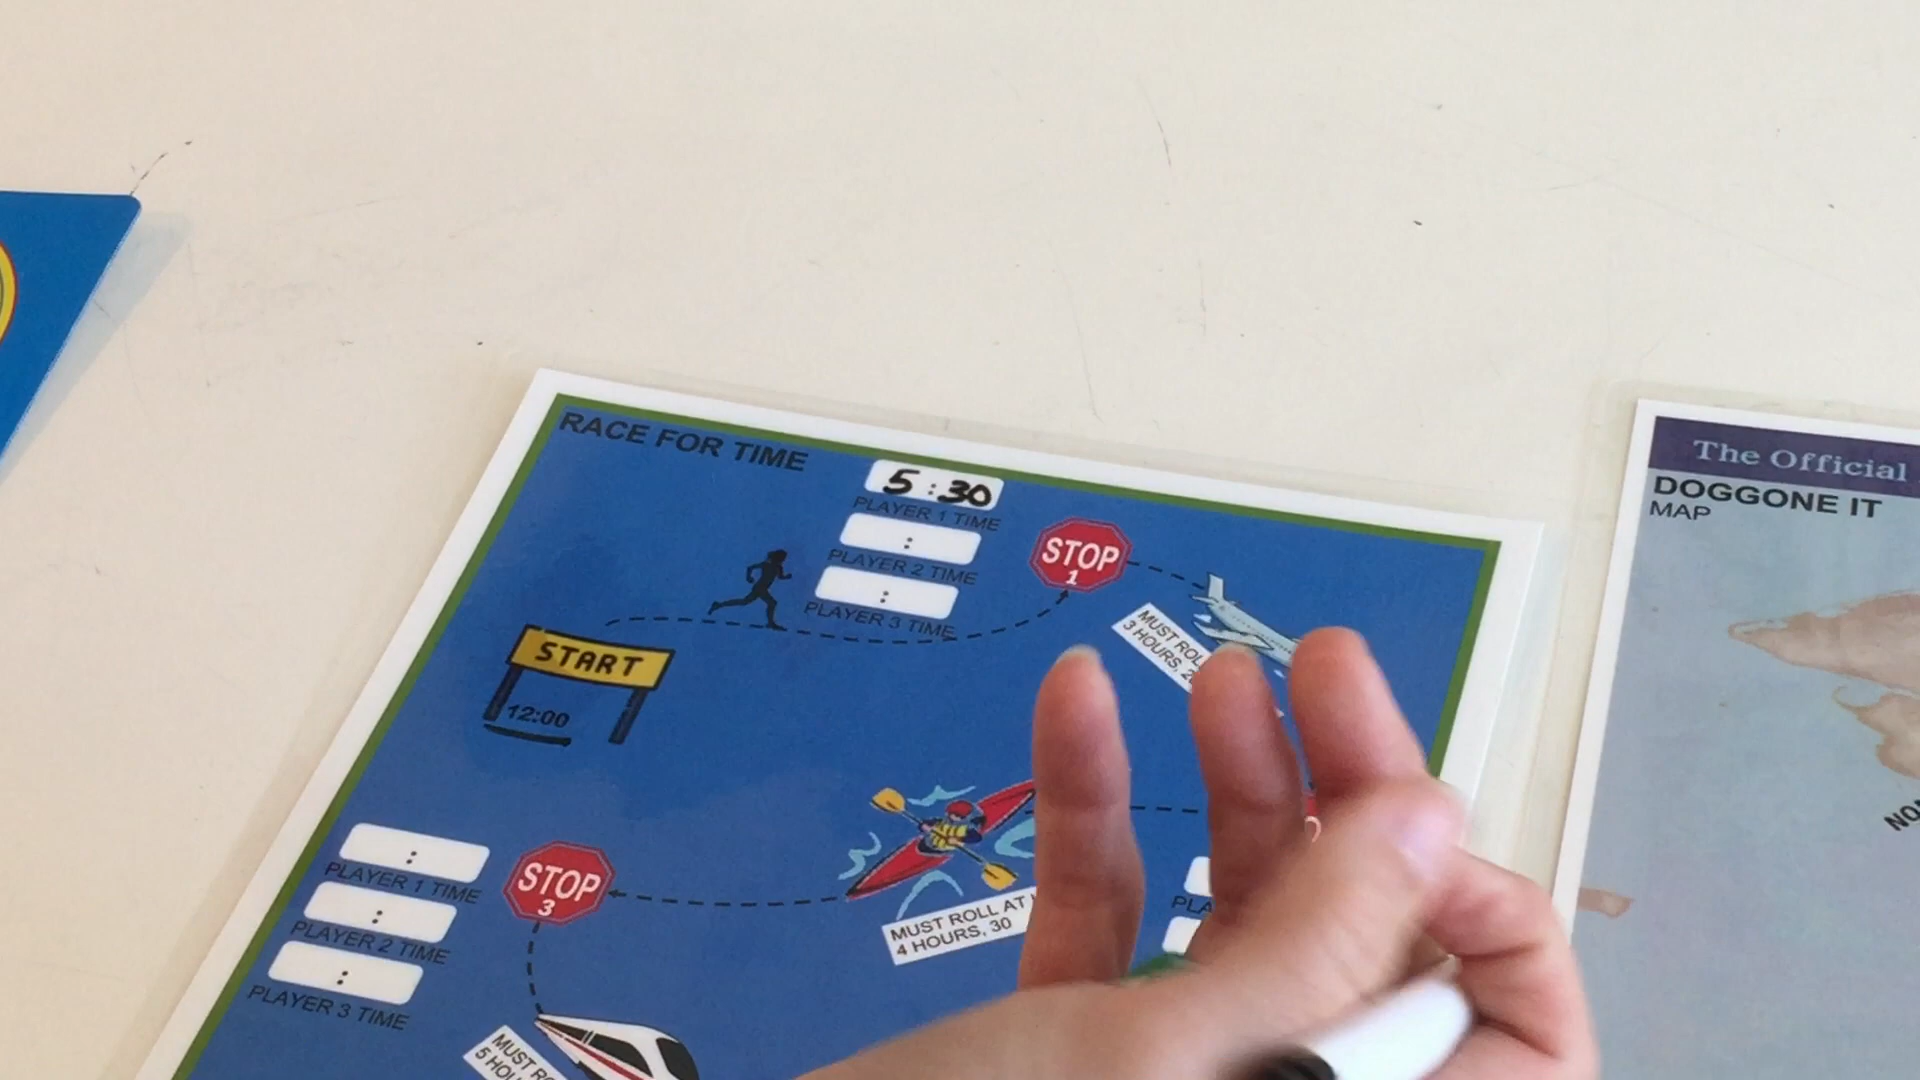 RACE FOR TIME
5:30
PLAYER 1 TIME
:
PLAYER 2 TIME
:
PLAYER 3 TIME
STOP
1
MUST ROLL
3 HOURS,
START
12:00
The Official
DOGGONE IT
MAP
:
PLAYER 1 TIME
:
PLAYER 2 TIME
:
PLAYER 3 TIME
STOP
3
MUST ROLL AT
4 HOURS, 30
MUST